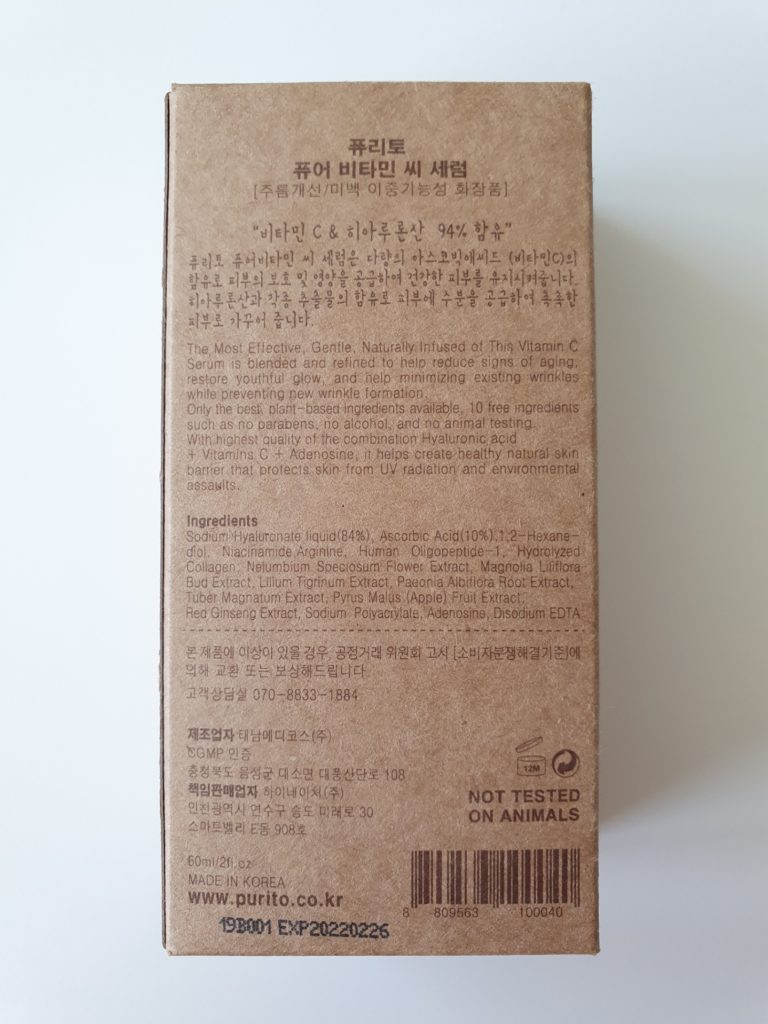 퓨리토
퓨어 비타민 씨 세럼
[주름개선/미백 이중기능성 화장품]
"비타민 C & 히아루론산 94% 함유"
퓨리토 퓨어비타민 씨 세럼은 다량의 아스코빅에씨드 (비타민C)의
함유로 피부의 보호 및 영양을 공급하여 건강한 피부를 유지시켜줍니다.
히아루론산과 각종 추출물의 함유로 피부에 수분을 공급하여 촉촉한
피부로 가꾸어 줍니다.
The Most Effective, Gentle, Naturally Infused of This Vitamin C
Serum is blended and refined to help reduce signs of aging,
restore youthful glow, and help minimizing existing wrinkles
while preventing new wrinkle formation.
Only the best, plant-based ingredients available, 10 free ingredients
such as no parabens, no alcohol, and no animal testing.
With highest quality of the combination Hyaluronic acid
+ Vitamins C + Adenosine, it helps create healthy natural skin
barrier that protects skin from UV radiation and environmental
assaults.
Ingredients
Sodium Hyaluronate liquid(84%), Ascorbic Acid(10%),1,2-Hexane-
diol, Niacinamide,Arginine, Human Oligopeptide-1, Hydrolyzed
Collagen, Nelumbium Speciosum Flower Extract, Magnolia Liliflora
Bud Extract, Lilium Tigrinum Extract, Paeonia Albiflora Root Extract,
Tuber Magnatum Extract, Pyrus Malus (Apple) Fruit Extract,
Red Ginseng Extract, Sodium Polyacrylate, Adenosine, Disodium EDTA
본 제품에 이상이 있을 경우, 공정거래 위원회 고시 [소비자분쟁해결기준]에
의해 교환 또는 보상해드립니다.
고객상담실 070-8833-1884
제조업자 태남메디코스(주)
CGMP 인증
충청북도 음성군 대소면 대풍산단로 108
책임판매업자 하이네이처(주)
인천광역시 연수구 송도 미래로 30
스마트밸리 E동 908호
12M
NOT TESTED
ON ANIMALS
60ml/2fl.oz
MADE IN KOREA
www.purito.co.kr
8 809563 100040
19B001 EXP20220226